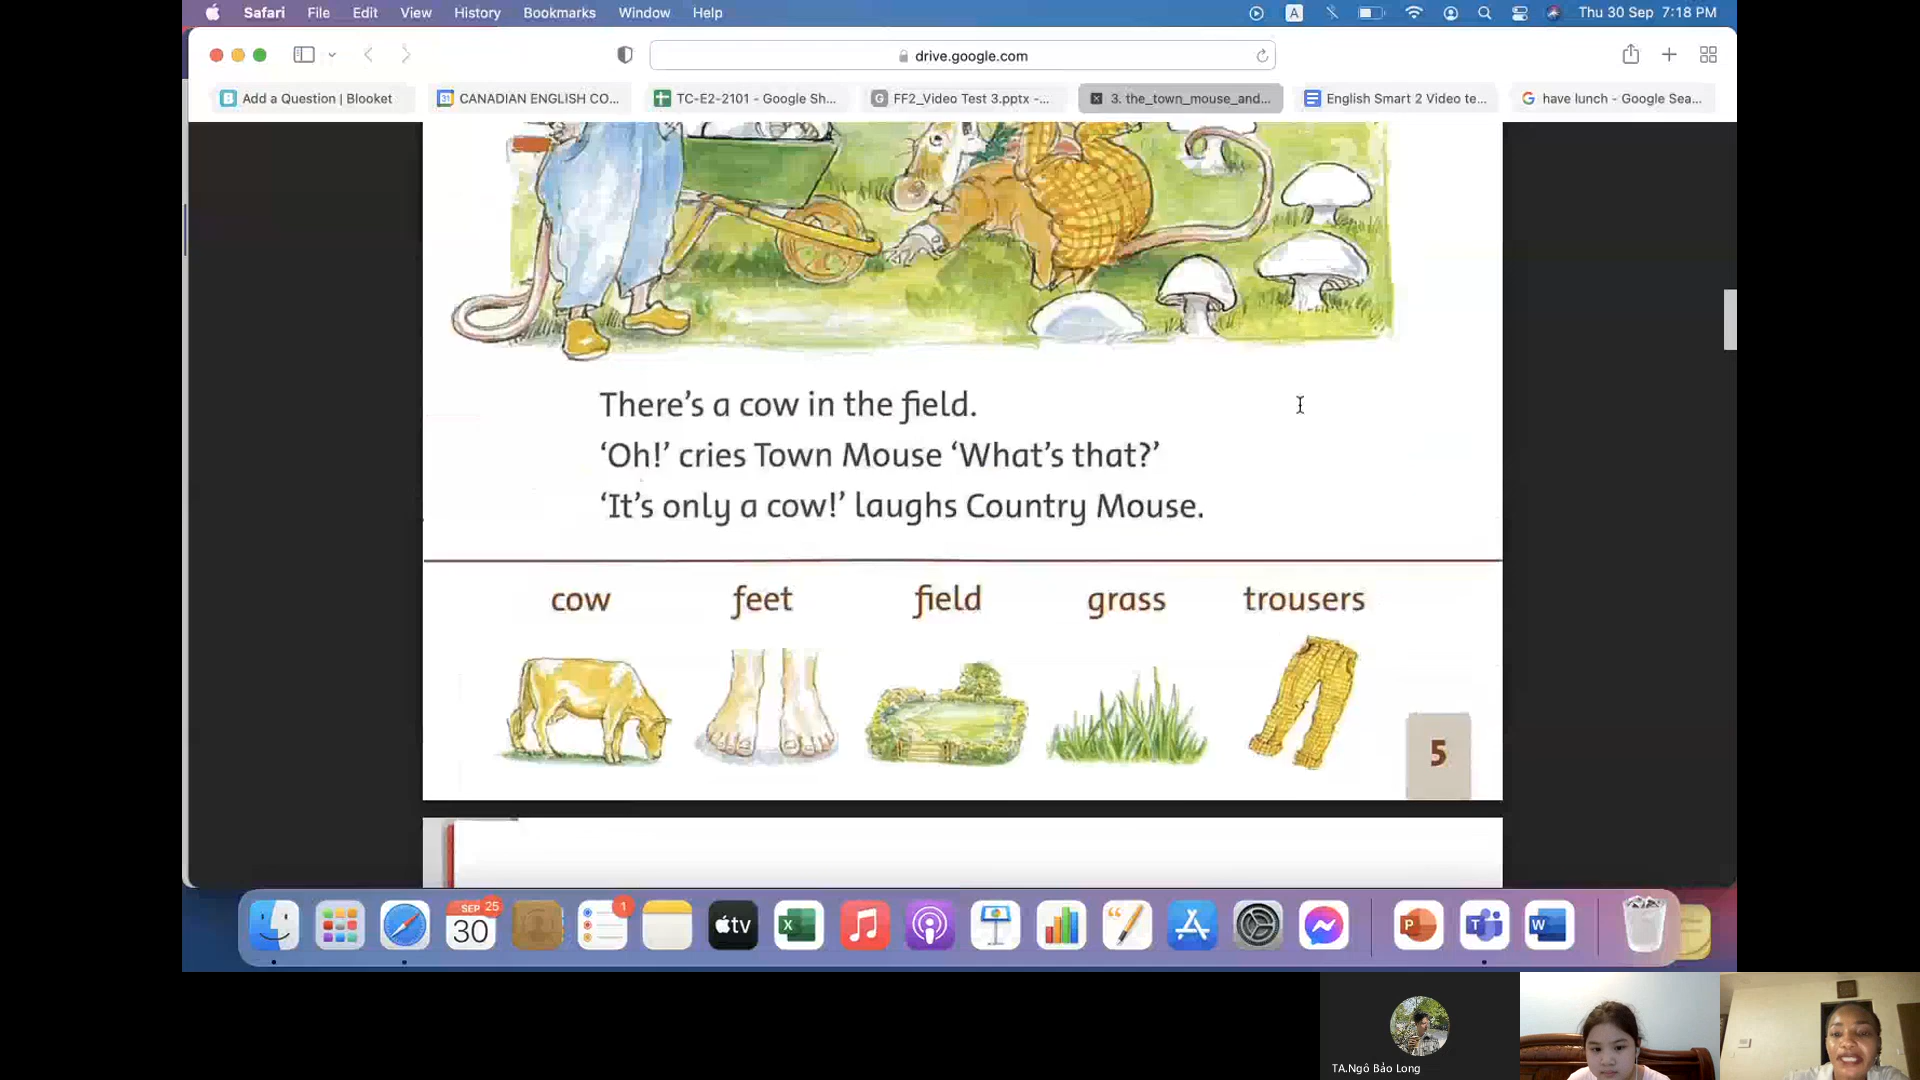 Safari File Edit View History Bookmarks Window Help
A
Thu 30 Sep 7:18 PM
drive.google.com
Add a Question | Blooket
CANADIAN ENGLISH CO...
TC-E2-2101 - Google Sh...
FF2_Video Test 3.pptx -...
3. the_town_mouse_and...
English Smart 2 Video te...
have lunch - Google Sea...
There's a cow in the field.
'Oh!' cries Town Mouse 'What's that?'
'It's only a cow!' laughs Country Mouse.
cow feet field grass trousers
5
SEP 25
30
1
tv
X
P
T
W
TA.Ngô Bảo Long